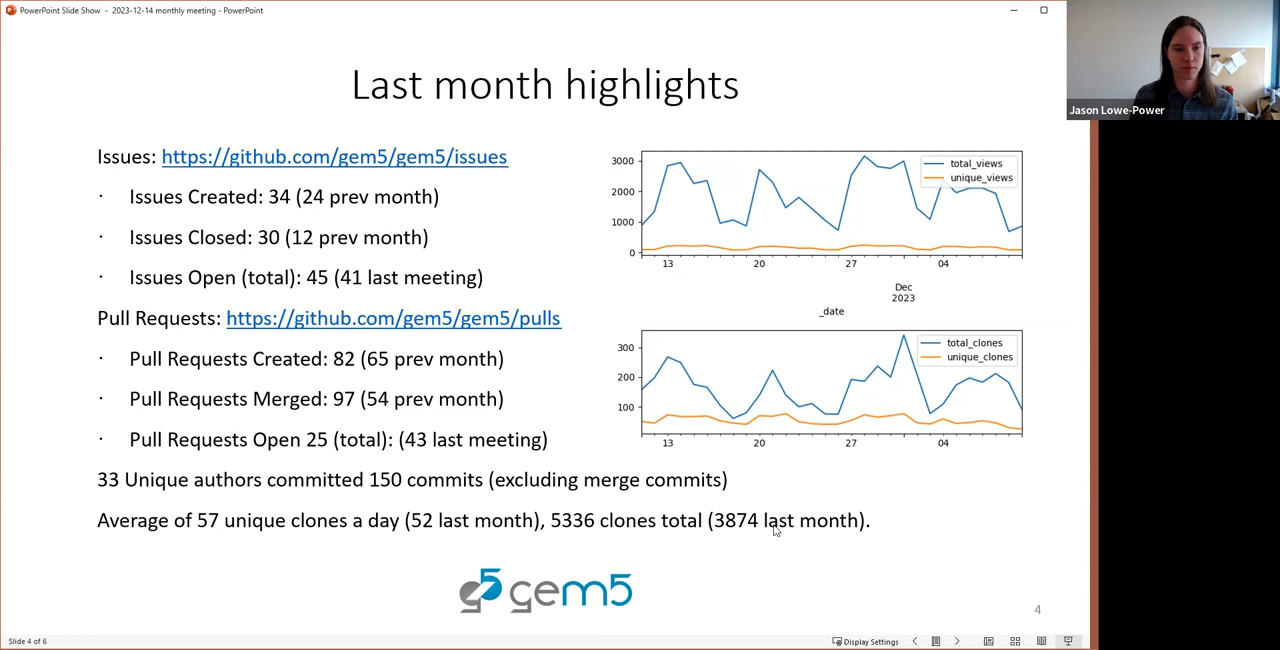 PowerPoint Slide Show - 2023-12-14 monthly meeting - PowerPoint
Jason Lowe-Power
Last month highlights
Issues: https://github.com/gem5/gem5/issues
· Issues Created: 34 (24 prev month)
· Issues Closed: 30 (12 prev month)
· Issues Open (total): 45 (41 last meeting)
Pull Requests: https://github.com/gem5/gem5/pulls
· Pull Requests Created: 82 (65 prev month)
· Pull Requests Merged: 97 (54 prev month)
· Pull Requests Open 25 (total): (43 last meeting)
33 Unique authors committed 150 commits (excluding merge commits)
Average of 57 unique clones a day (52 last month), 5336 clones total (3874 last month).
total_views
unique_views
3000
2000
1000
0
13 20 27 04
Dec
2023
_date
total_clones
unique_clones
300
200
100
13 20 27 04
g5 gem5
4
Slide 4 of 6
Display Settings